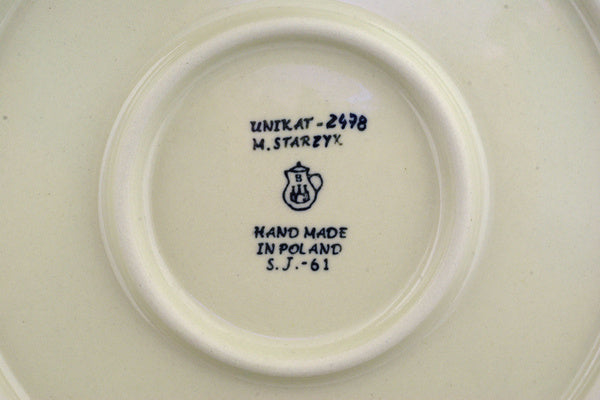 UNIKAT-2478
M. STARZYK
B
HAND MADE
IN POLAND
S.J.-61